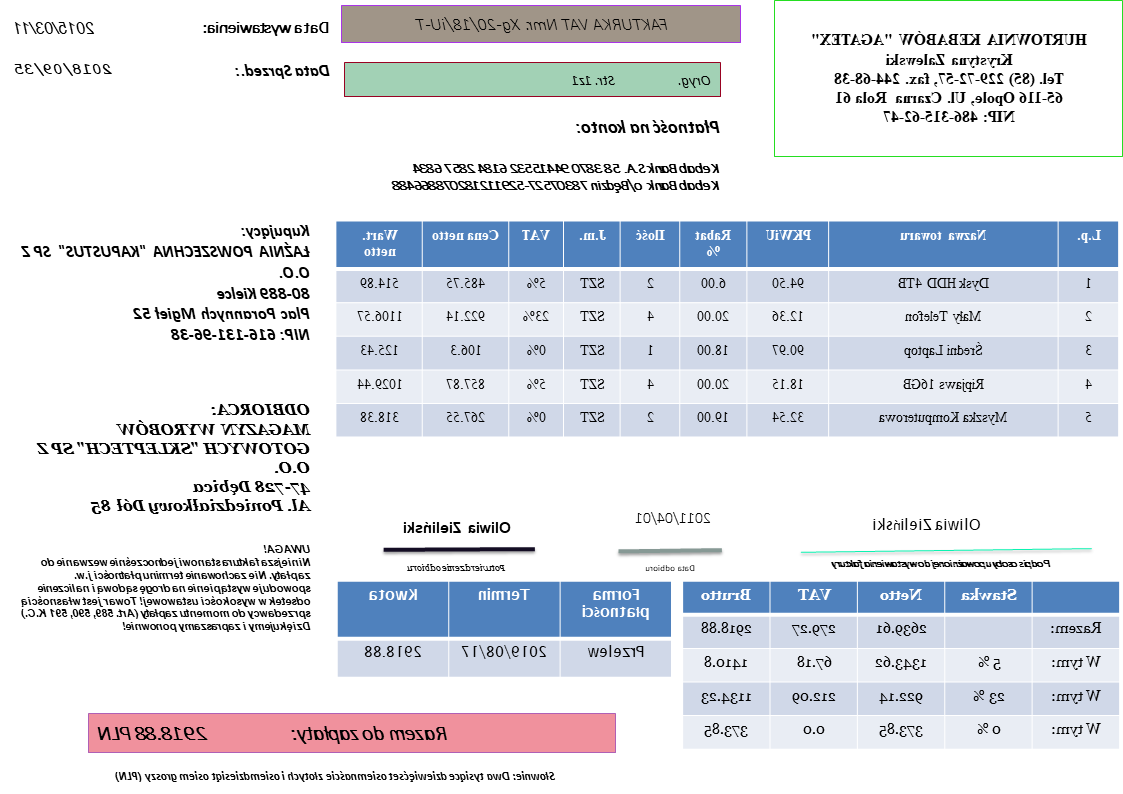 HURTOWNIA KEBABÓW "AGATEX"
Krystyna Zalewski
Tel. (85) 229-72-57, fax. 244-68-38
65-116 Opole, Ul. Czarna Rola 61
NIP: 486-315-62-47
FAKTURKA VAT Nmr. Xg-20/18/iU-T
Oryg. Str. 1z1
Data wystawienia: 2015/03/11
Data Sprzed.: 2018/09/35
Płatność na konto:
Kebab Bank S.A. 58 3870 94415532 6184 2857 6834
Kebab Bank o/Będzin 78307527-529112182078866488
L.p. Nazwa towaru PKWiU Rabat % Ilość J.m. VAT Cena netto Wart. netto
1 Dysk HDD 4TB 94.50 6.00 2 SZT 5% 485.75 514.89
2 Mały Telefon 12.36 20.00 4 SZT 23% 922.14 1106.57
3 Średni Laptop 90.97 18.00 1 SZT 0% 106.3 125.43
4 Ripjaws 16GB 18.15 20.00 4 SZT 5% 857.87 1029.44
5 Myszka Komputerowa 32.54 19.00 2 SZT 0% 267.55 318.38
Kupujący:
ŁAŹNIA POWSZECHNA "KAPUSTUS" SP Z
O.O.
80-889 Kielce
Plac Porannych Mgieł 52
NIP: 616-131-96-38
ODBIORCA:
MAGAZYN WYROBÓW
GOTOWYCH "SKLEPTECH" SP Z
O.O.
47-728 Dębica
Al. Poniedziałkowy Dół 85
UWAGA!
Niniejsza faktura stanowi jednocześnie wezwanie do
zapłaty. Nie zachowanie terminu płatności j.w.
spowoduje wystąpienie na drogę sądową i naliczenie
odsetek w wysokości ustawowej! Towar jest własnością
sprzedawcy do momentu zapłaty (Art. 589, 590, 591 K.C.)
Dziękujemy i zapraszamy ponownie!
Oliwia Zieliński
Podpis osoby upoważnionej do wystawienia faktury
2011/04/01
Data odbioru
Oliwia Zieliński
Potwierdzenie odbioru
Stawka Netto VAT Brutto
Razem: 2639.61 279.27 2918.88
W tym: 5 % 1343.62 67.18 1410.8
W tym: 23 % 922.14 212.09 1134.23
W tym: 0 % 373.85 0.0 373.85
Forma płatności Termin Kwota
Przelew 2019/08/17 2918.88
Razem do zapłaty: 2918.88 PLN
Słownie: Dwa tysiące dziewięćset osiemnaście złotych i osiemdziesiąt osiem groszy (PLN)